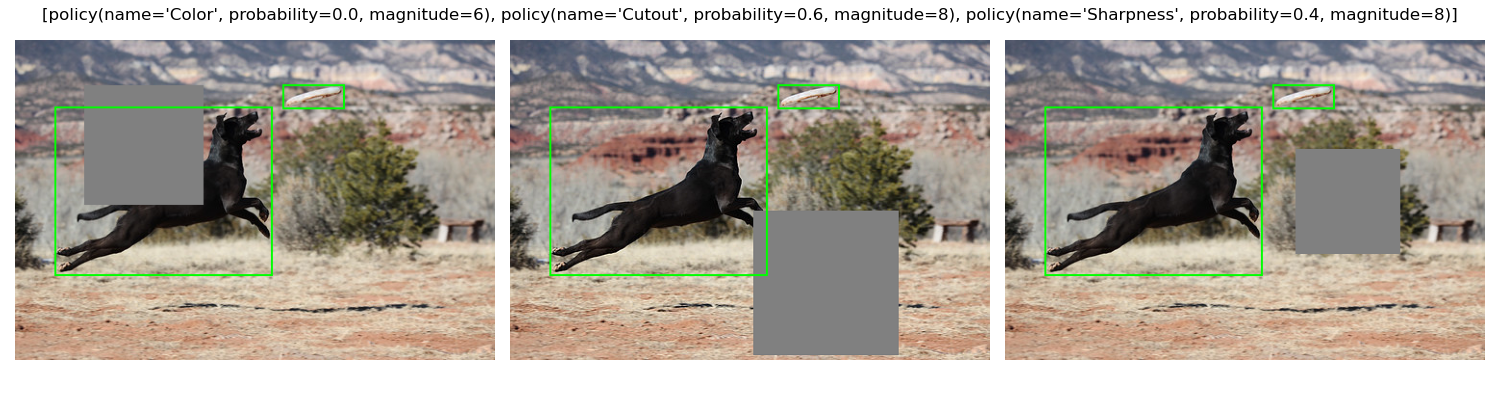 [policy(name='Color', probability=0.0, magnitude=6), policy(name='Cutout', probability=0.6, magnitude=8), policy(name='Sharpness', probability=0.4, magnitude=8)]